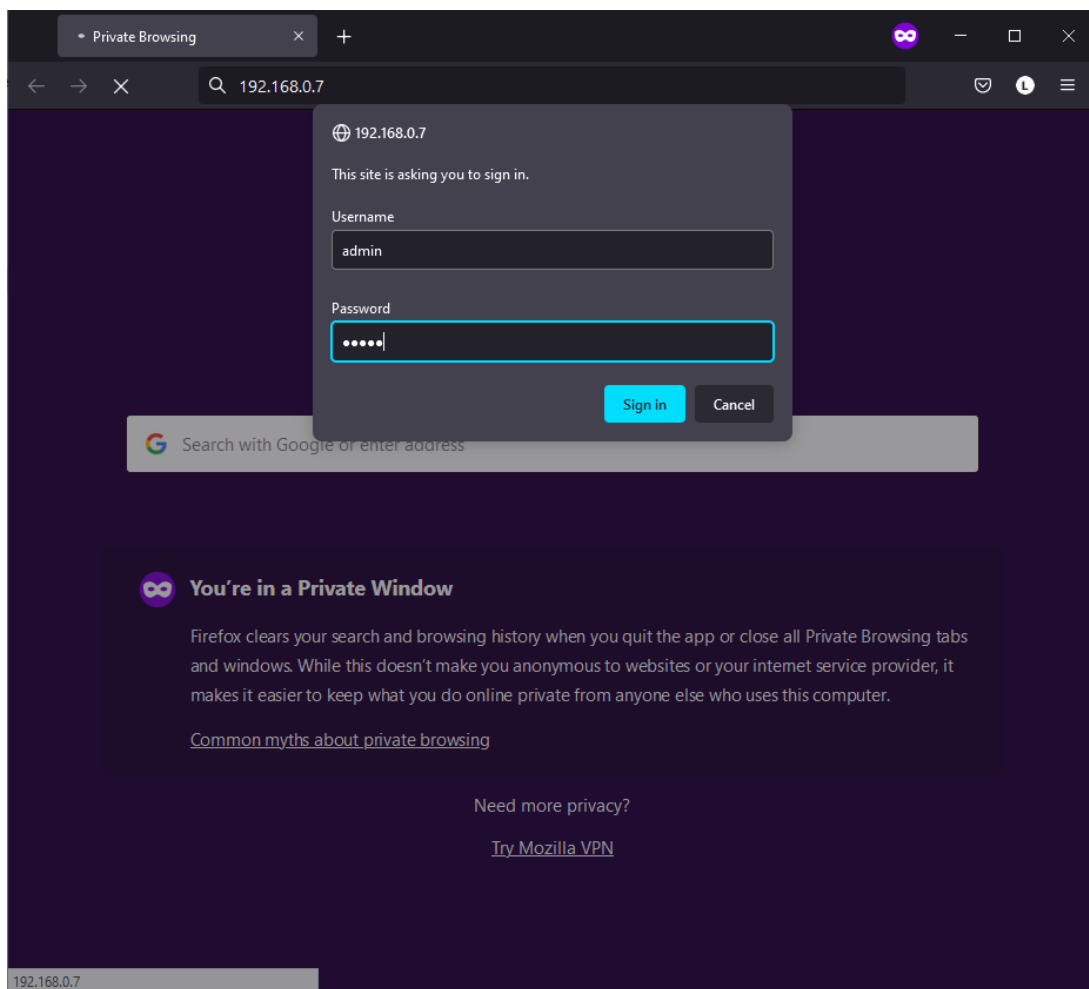 Private Browsing
192.168.0.7
L
192.168.0.7
This site is asking you to sign in.
Username
admin
Password
•••••
Sign in
Cancel
Search with Google or enter address
You're in a Private Window
Firefox clears your search and browsing history when you quit the app or close all Private Browsing tabs
and windows. While this doesn't make you anonymous to websites or your internet service provider, it
makes it easier to keep what you do online private from anyone else who uses this computer.
Common myths about private browsing
Need more privacy?
Try Mozilla VPN
192.168.0.7